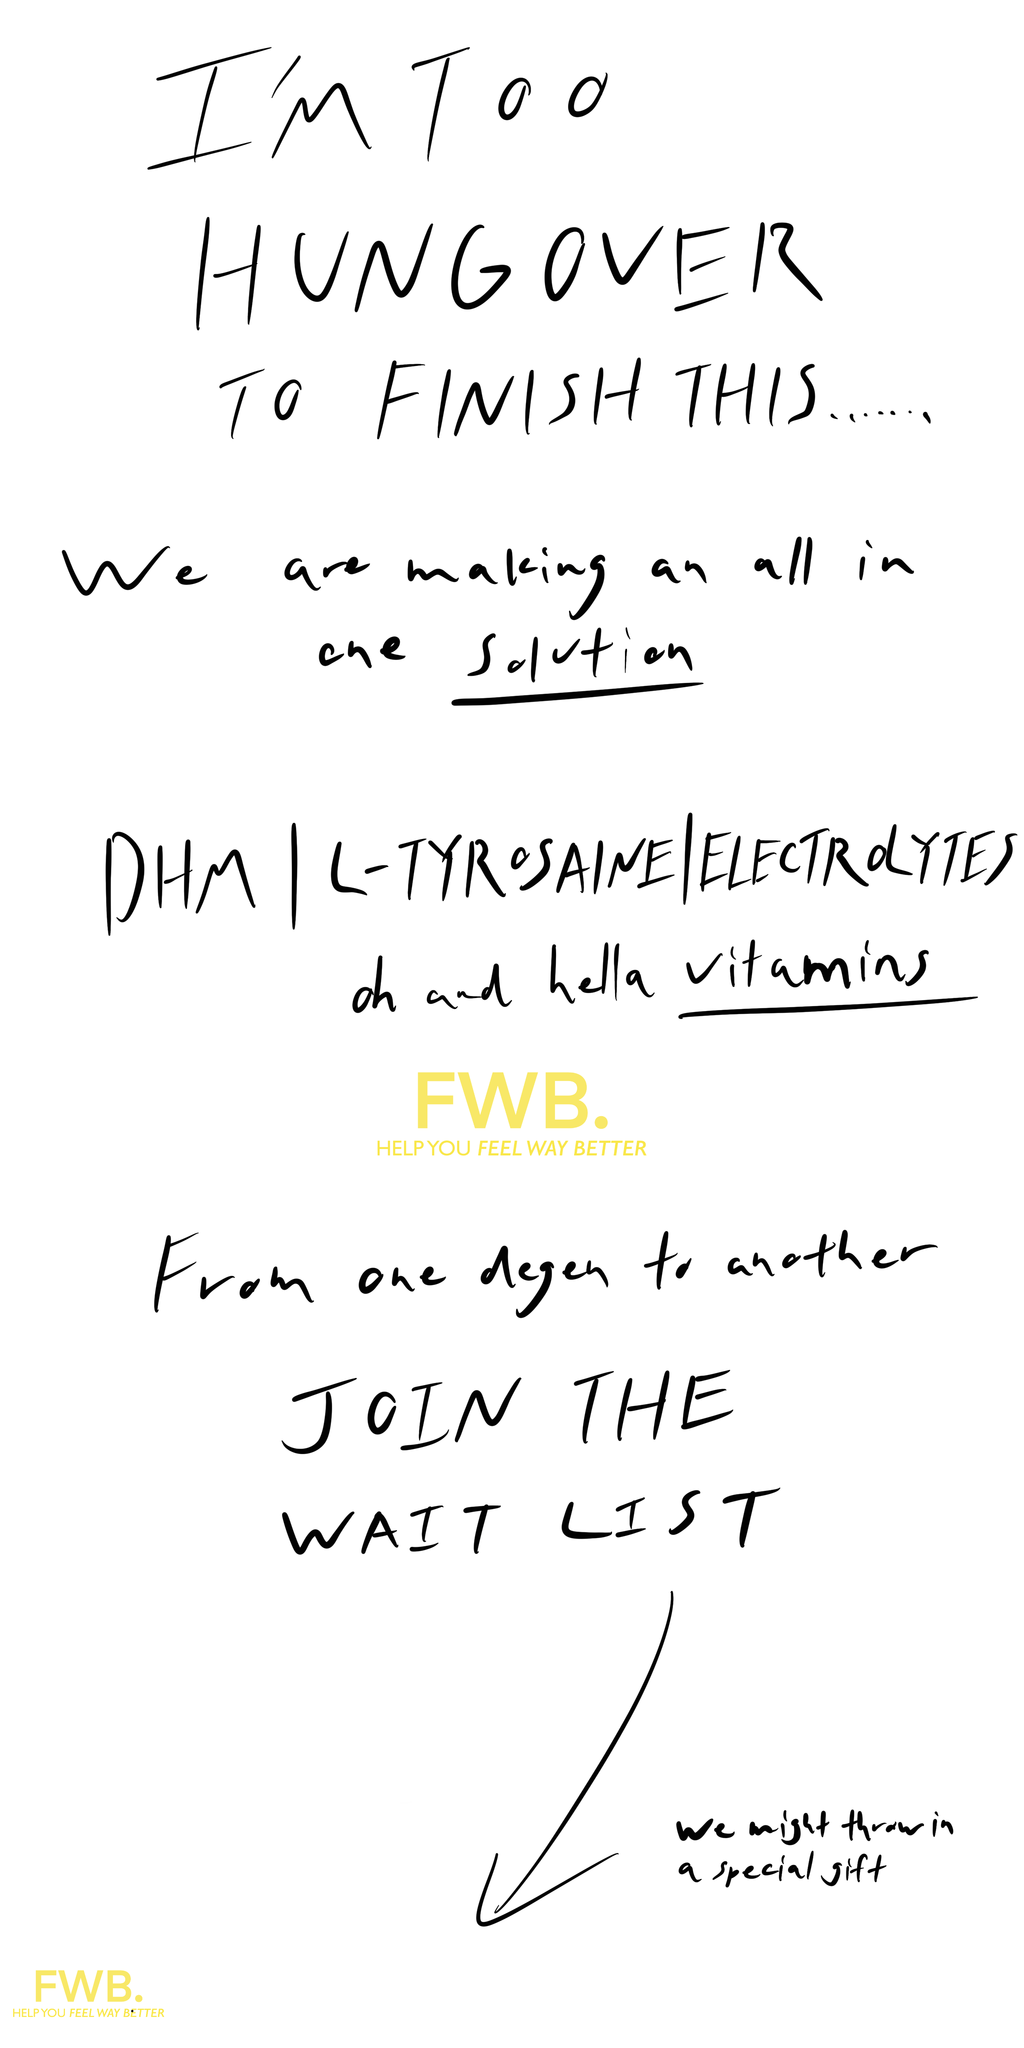 I'M TOO
HUNGOVER
TO FINISH THIS.......
We are making an all in
one solution
DHM | L-TYROSAINE | ELECTROLYTES
oh and hella vitamins
FWB.
HELP YOU FEEL WAY BETTER
From one degen to another
JOIN THE
WAIT LIST
we might throw in
a special gift
FWB.
HELP YOU FEEL WAY BETTER